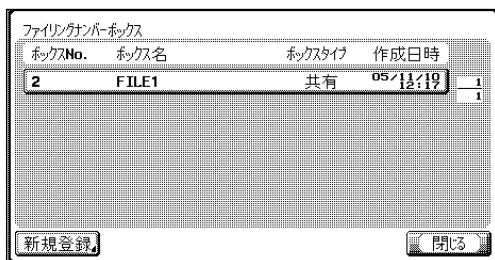 ファイリングナンバーボックス
ボックスNo. ボックス名 ボックスタイプ 作成日時
2 FILE1 共有 05/11/10 12:17
1
1
新規登録
閉じる